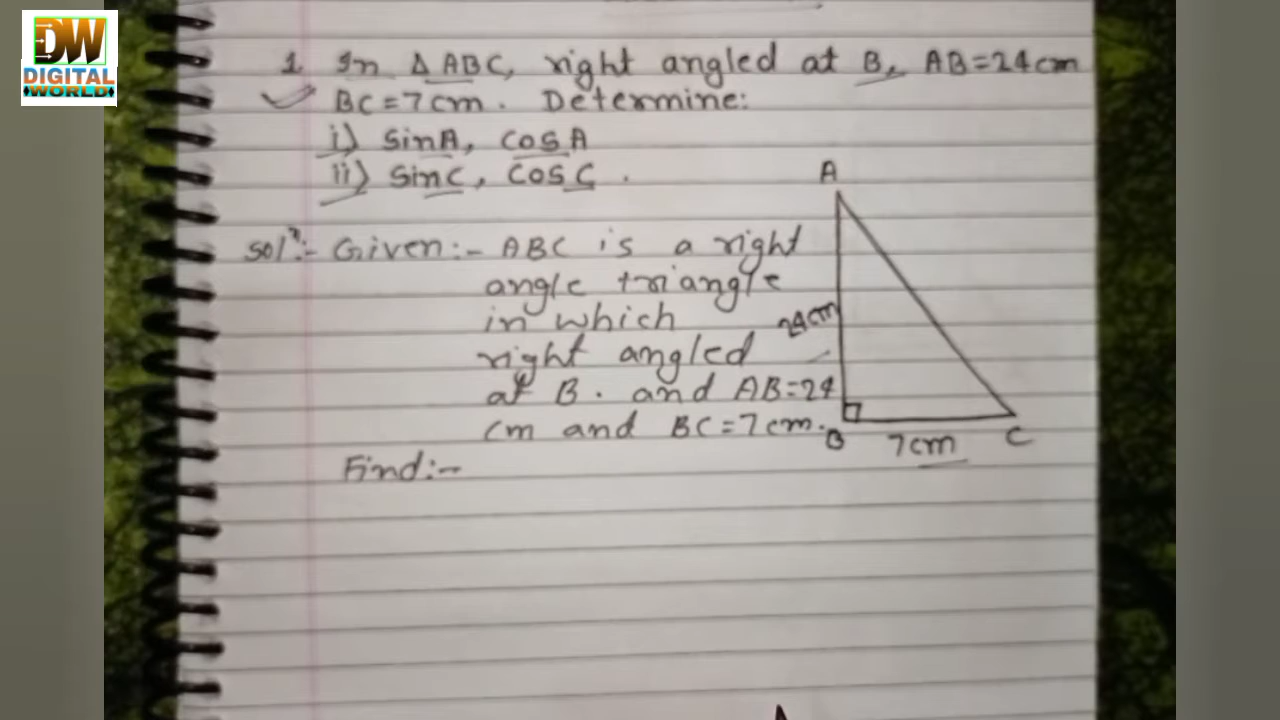 DW
DIGITAL
WORLD
1 In ∆ ABC, right angled at B, AB=24cm
BC=7cm. Determine:
i) sinA, cosA
ii) sinC, cosC.
Solⁿ:- Given:- ABC is a right
angle triangle
in which
right angled
at B. and AB=24
cm and BC=7cm.
Find:-
A
24cm
B
7cm
C